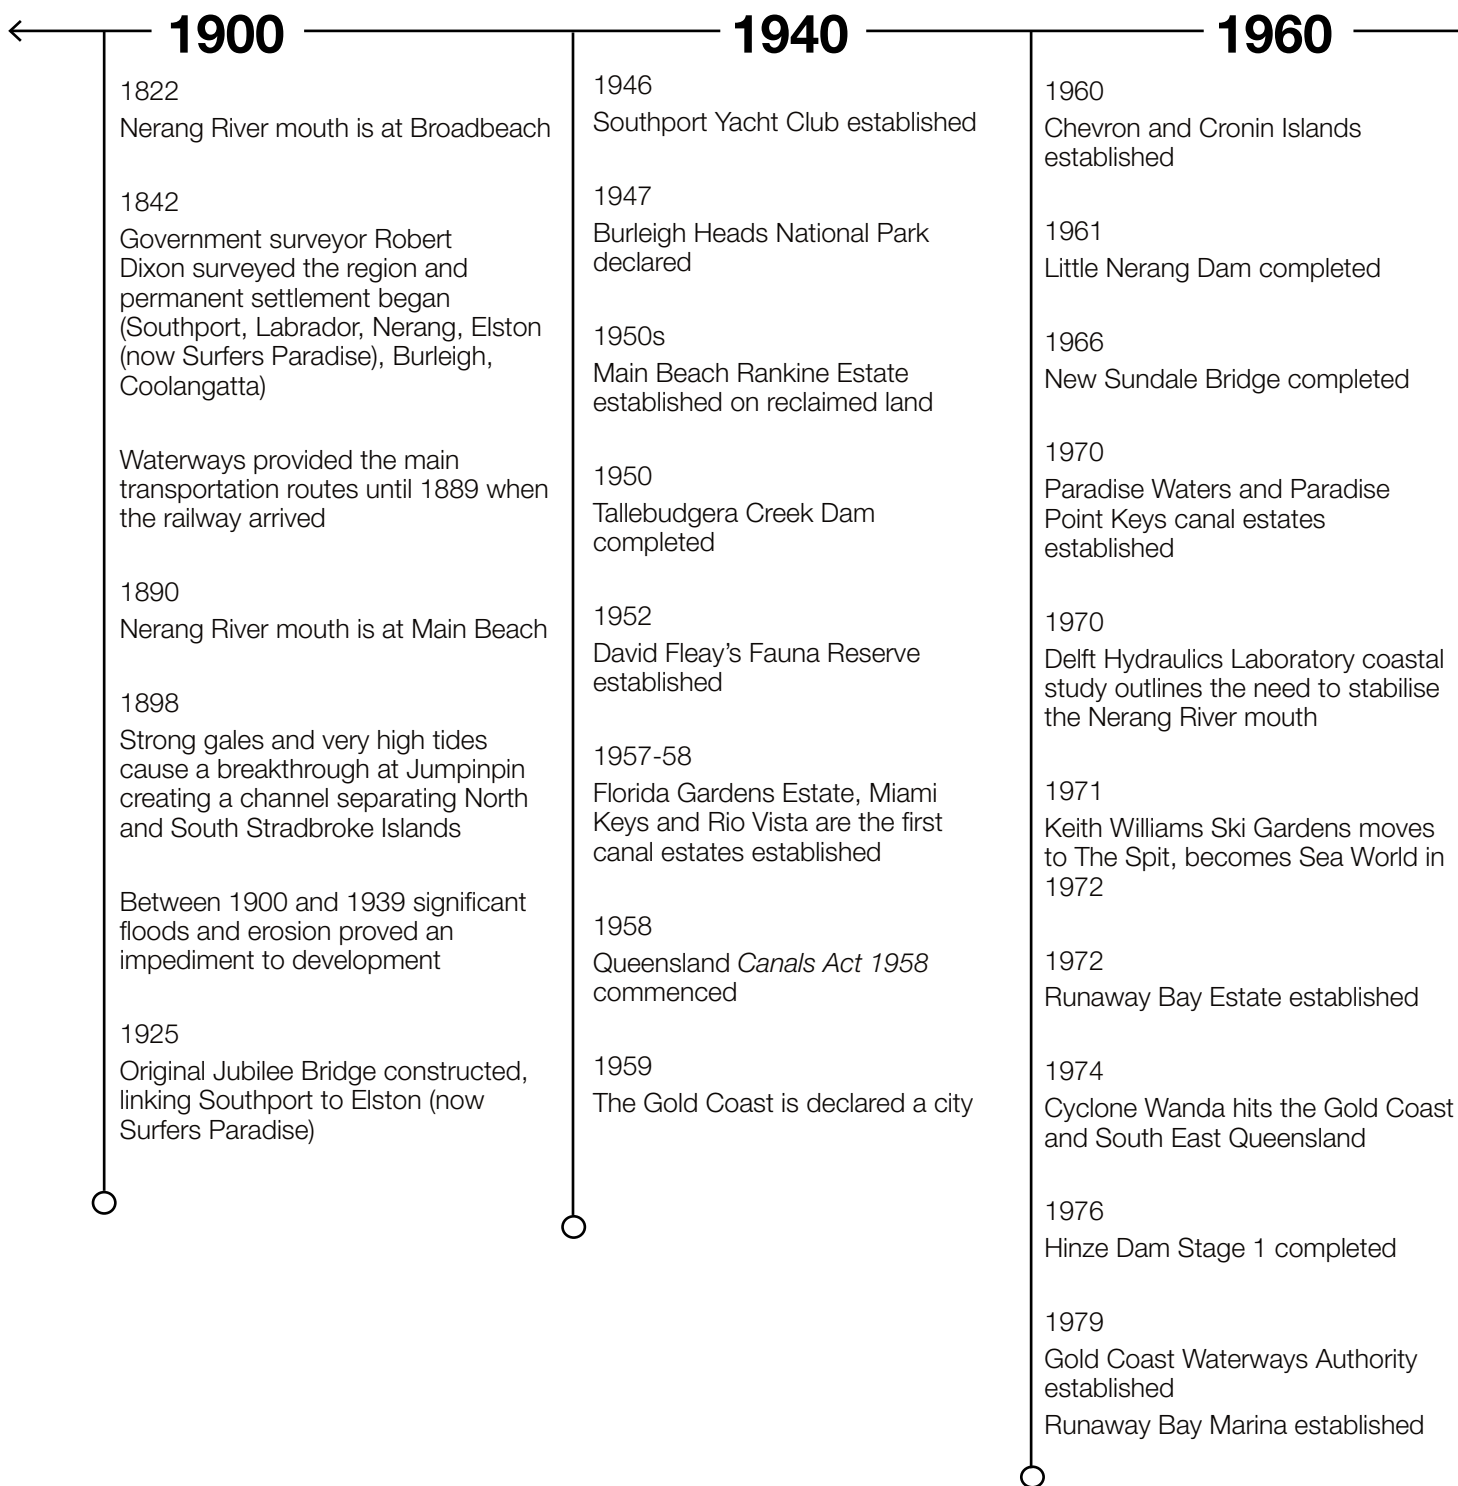 1900
1822
Nerang River mouth is at Broadbeach
1842
Government surveyor Robert
Dixon surveyed the region and
permanent settlement began
(Southport, Labrador, Nerang, Elston
(now Surfers Paradise), Burleigh,
Coolangatta)
Waterways provided the main
transportation routes until 1889 when
the railway arrived
1890
Nerang River mouth is at Main Beach
1898
Strong gales and very high tides
cause a breakthrough at Jumpinpin
creating a channel separating North
and South Stradbroke Islands
Between 1900 and 1939 significant
floods and erosion proved an
impediment to development
1925
Original Jubilee Bridge constructed,
linking Southport to Elston (now
Surfers Paradise)
1940
1946
Southport Yacht Club established
1947
Burleigh Heads National Park
declared
1950s
Main Beach Rankine Estate
established on reclaimed land
1950
Tallebudgera Creek Dam
completed
1952
David Fleay’s Fauna Reserve
established
1957-58
Florida Gardens Estate, Miami
Keys and Rio Vista are the first
canal estates established
1958
Queensland Canals Act 1958
commenced
1959
The Gold Coast is declared a city
1960
1960
Chevron and Cronin Islands
established
1961
Little Nerang Dam completed
1966
New Sundale Bridge completed
1970
Paradise Waters and Paradise
Point Keys canal estates
established
1970
Delft Hydraulics Laboratory coastal
study outlines the need to stabilise
the Nerang River mouth
1971
Keith Williams Ski Gardens moves
to The Spit, becomes Sea World in
1972
1972
Runaway Bay Estate established
1974
Cyclone Wanda hits the Gold Coast
and South East Queensland
1976
Hinze Dam Stage 1 completed
1979
Gold Coast Waterways Authority
established
Runaway Bay Marina established